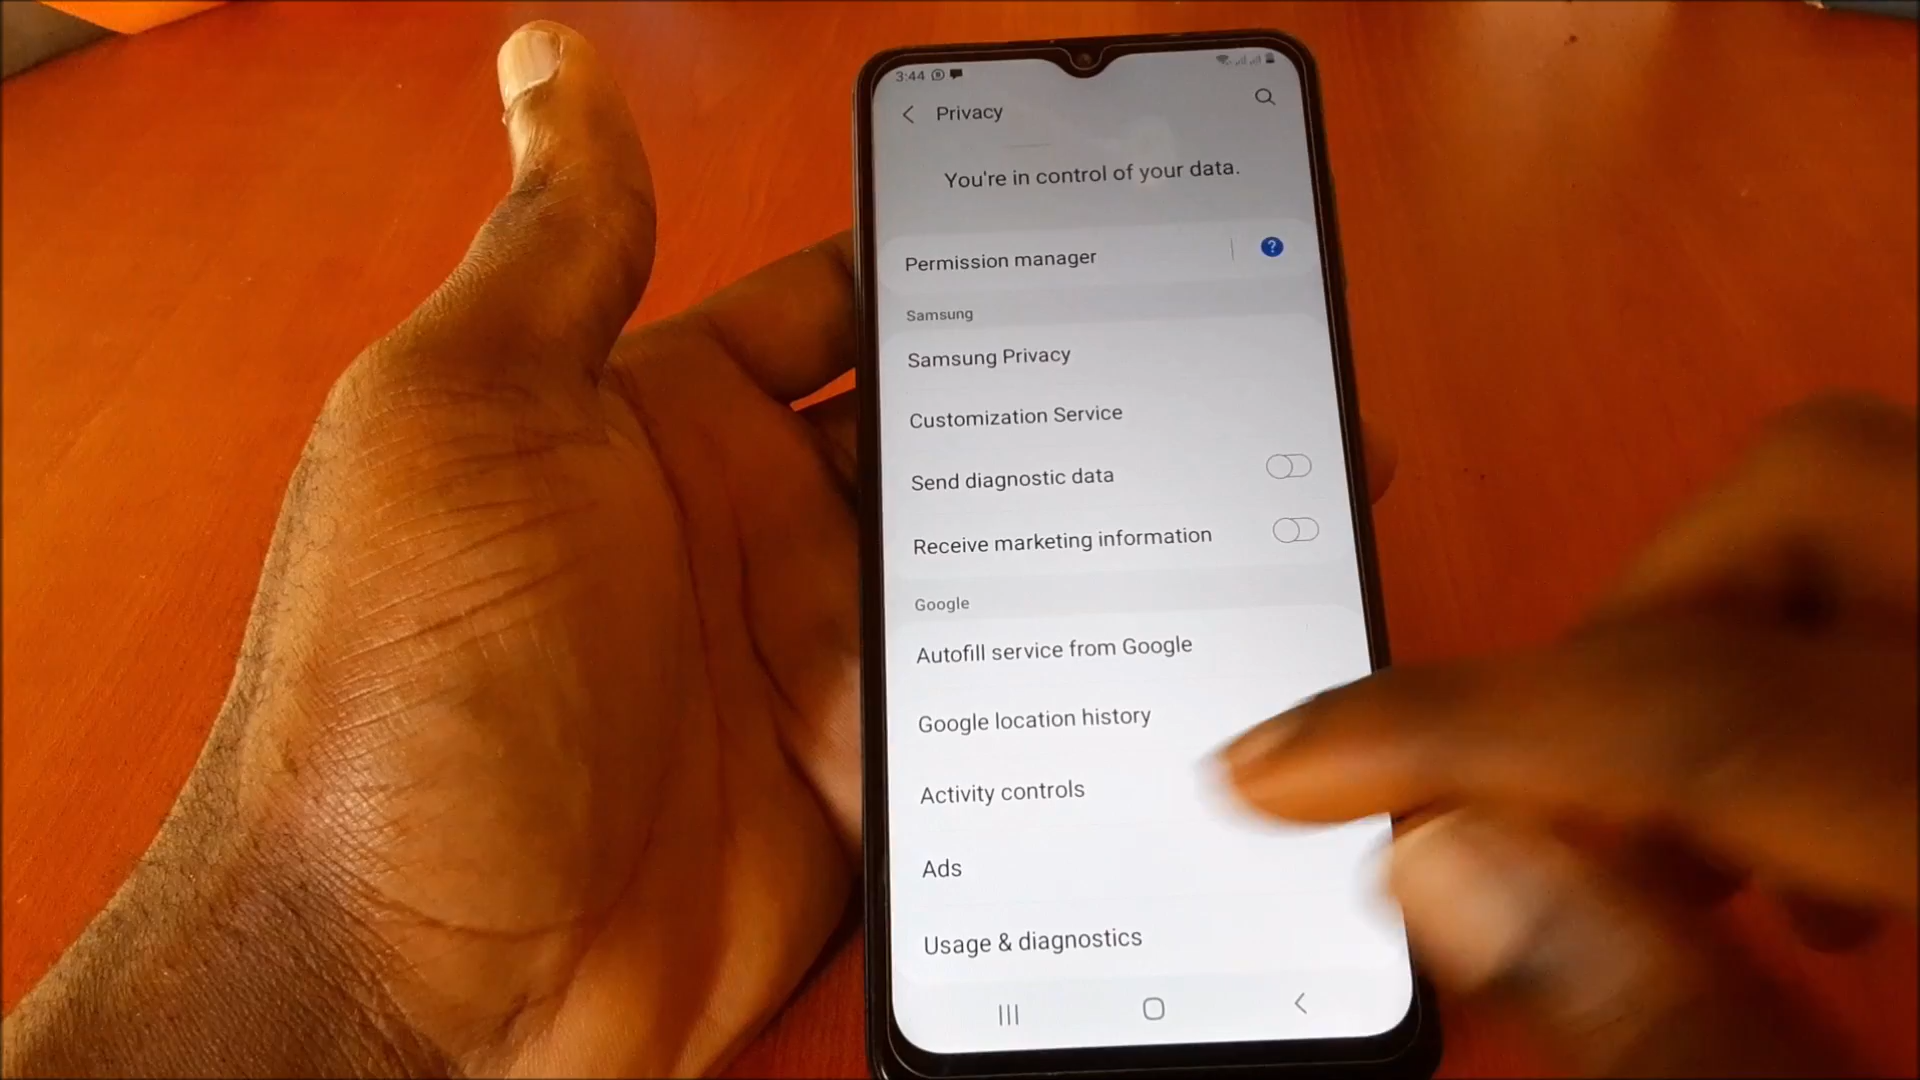 3:44
Privacy
You're in control of your data.
Permission manager
?
Samsung
Samsung Privacy
Customization Service
Send diagnostic data
Receive marketing information
Google
Autofill service from Google
Google location history
Activity controls
Ads
Usage & diagnostics